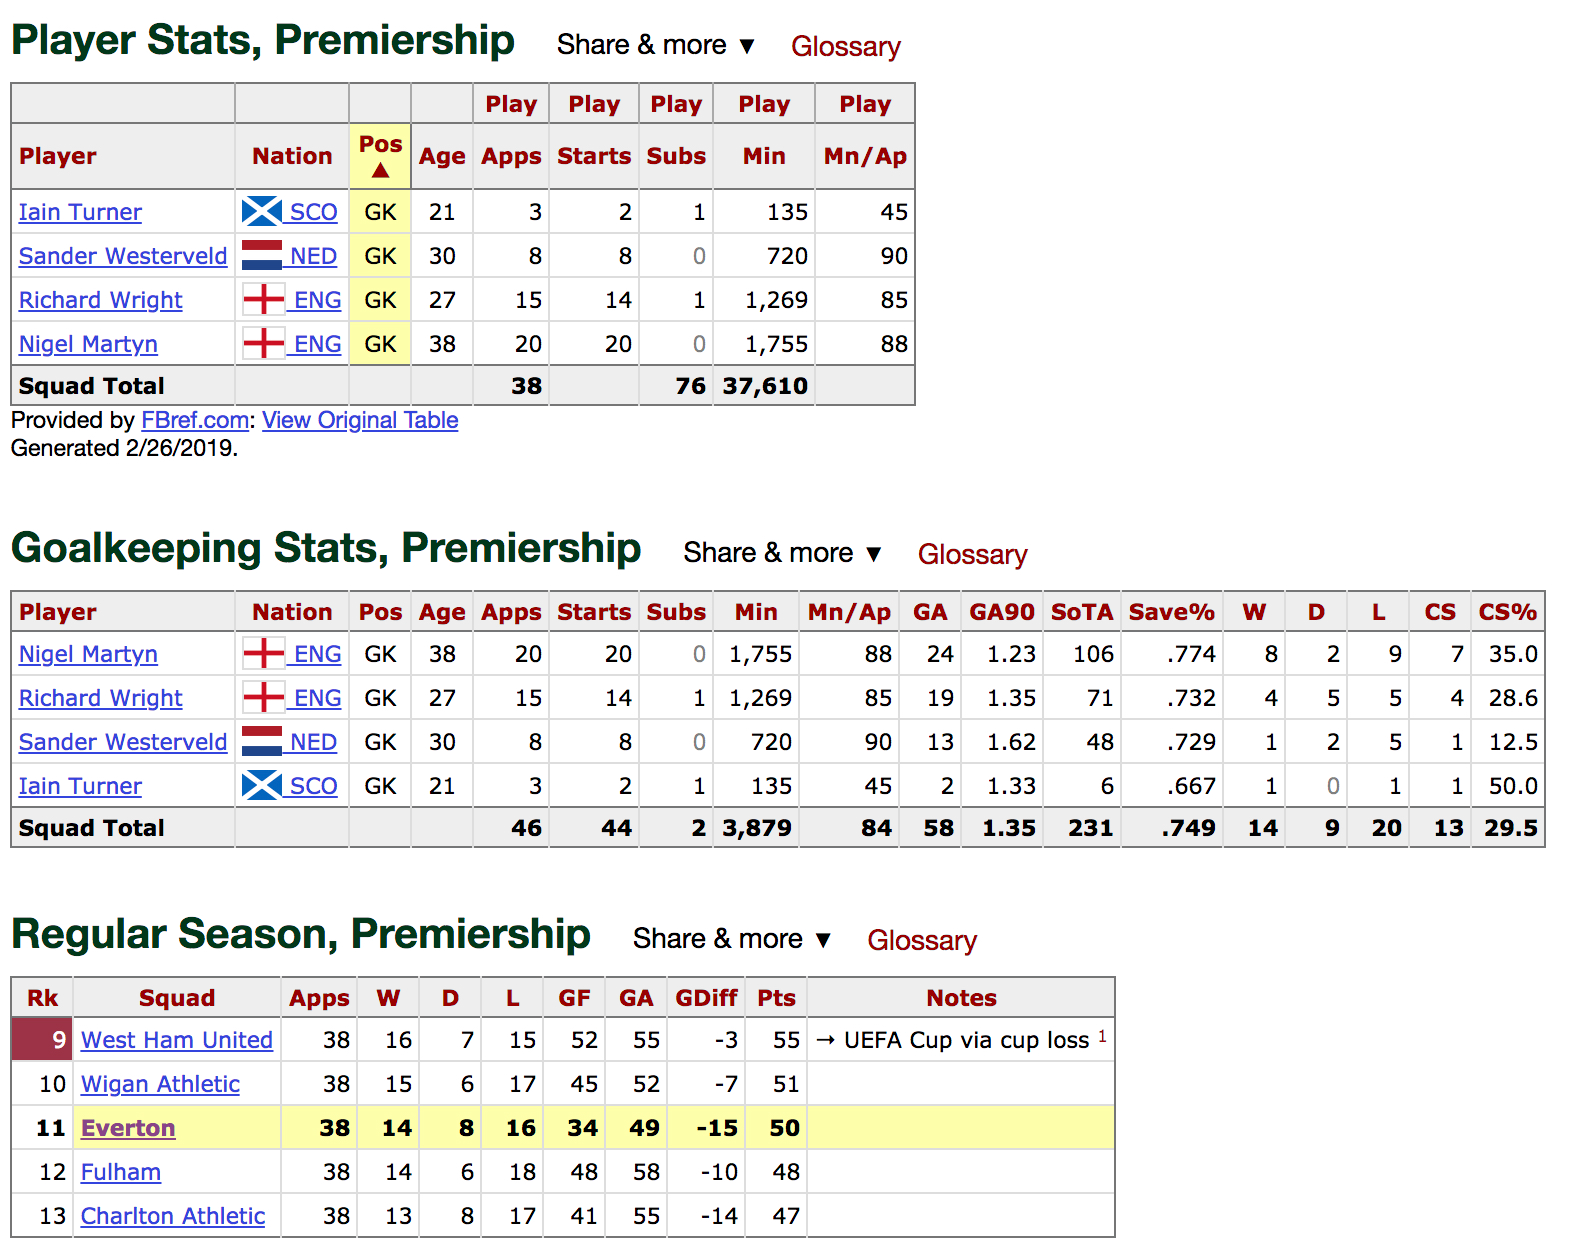 Player Stats, Premiership Share & more ▼ Glossary
Play Play Play Play Play
Player Nation Pos ▲ Age Apps Starts Subs Min Mn/Ap
Iain Turner SCO GK 21 3 2 1 135 45
Sander Westerveld NED GK 30 8 8 0 720 90
Richard Wright ENG GK 27 15 14 1 1,269 85
Nigel Martyn ENG GK 38 20 20 0 1,755 88
Squad Total 38 76 37,610
Provided by FBref.com: View Original Table
Generated 2/26/2019.
Goalkeeping Stats, Premiership Share & more ▼ Glossary
Player Nation Pos Age Apps Starts Subs Min Mn/Ap GA GA90 SoTA Save% W D L CS CS%
Nigel Martyn ENG GK 38 20 20 0 1,755 88 24 1.23 106 .774 8 2 9 7 35.0
Richard Wright ENG GK 27 15 14 1 1,269 85 19 1.35 71 .732 4 5 5 4 28.6
Sander Westerveld NED GK 30 8 8 0 720 90 13 1.62 48 .729 1 2 5 1 12.5
Iain Turner SCO GK 21 3 2 1 135 45 2 1.33 6 .667 1 0 1 1 50.0
Squad Total 46 44 2 3,879 84 58 1.35 231 .749 14 9 20 13 29.5
Regular Season, Premiership Share & more ▼ Glossary
Rk Squad Apps W D L GF GA GDiff Pts Notes
9 West Ham United 38 16 7 15 52 55 -3 55 → UEFA Cup via cup loss 1
10 Wigan Athletic 38 15 6 17 45 52 -7 51
11 Everton 38 14 8 16 34 49 -15 50
12 Fulham 38 14 6 18 48 58 -10 48
13 Charlton Athletic 38 13 8 17 41 55 -14 47